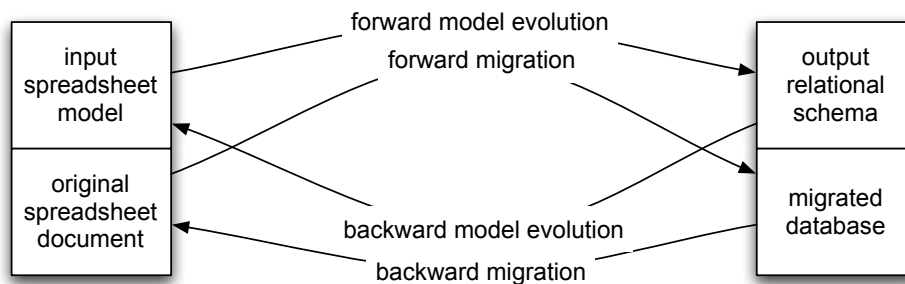 forward model evolution
forward migration
input
spreadsheet
model
original
spreadsheet
document
output
relational
schema
migrated
database
backward model evolution
backward migration